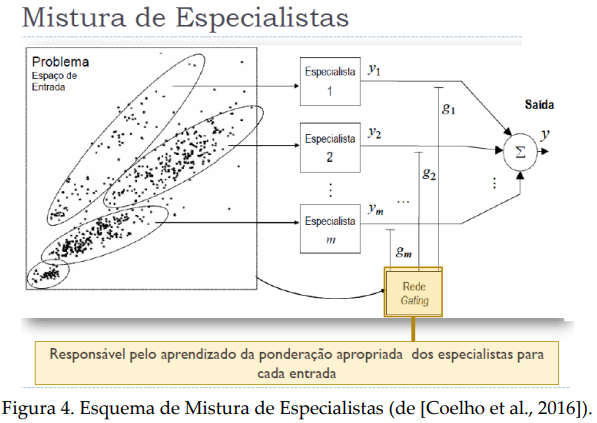 Mistura de Especialistas
Problema
Espaço de
Entrada
Especialista
1
y1
g1
Saída
y
Especialista
2
y2
g2
Σ
⋮
...
⋮
Especialista
m
ym
gm
Rede
Gating
Responsável pelo aprendizado da ponderação apropriada dos especialistas para
cada entrada
Figura 4. Esquema de Mistura de Especialistas (de [Coelho et al., 2016]).